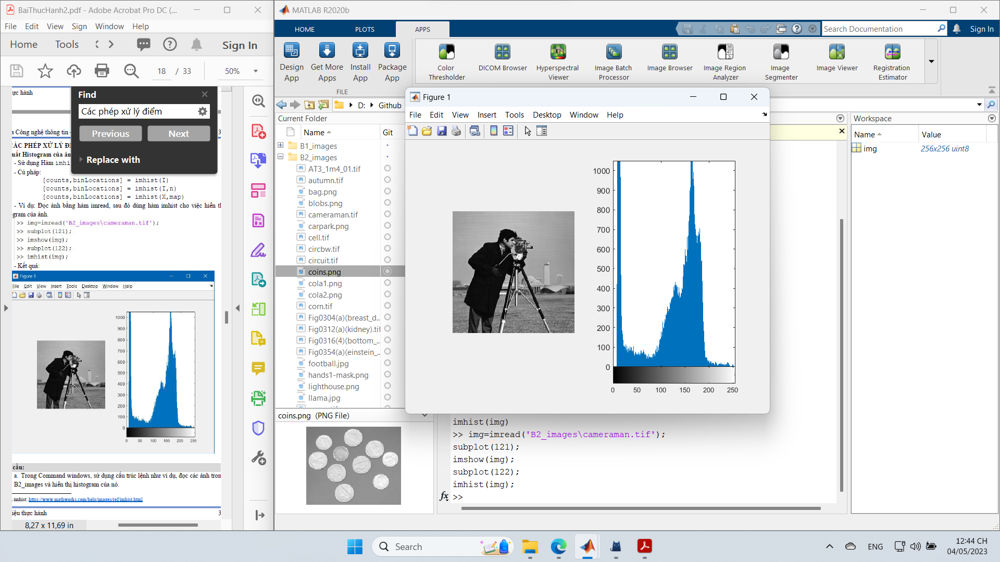 BaiThucHanh2.pdf - Adobe Acrobat Pro DC (...
File Edit View Sign Window Help
Home Tools Sign In
18 / 33 50%
ực hành
Find
Các phép xử lý điểm
Previous Next
Replace with
a Công nghệ thông tin - 3
CÁC PHÉP XỬ LÝ ĐI
uất Histogram của ản
- Sử dụng Hàm imhi
- Cú pháp:
[counts,binLocations] = imhist(I)
[counts,binLocations] = imhist(I,n)
[counts,binLocations] = imhist(X,map)
- Ví dụ: Đọc ảnh bằng hàm imread, sau đó dùng hàm imhist cho việc hiển th
gram của ảnh.
>> img=imread('B2_images\cameraman.tif');
>> subplot(121);
>> imshow(img);
>> subplot(122);
>> imhist(img);
- Kết quả:
Figure 1
File Edit View Insert Tools Desktop Window Help
1000
900
800
700
600
500
400
300
200
100
0
0 50 100 150 200 250
cầu:
a. Trong Command windows, sử dụng cấu trúc lệnh như ví dụ, đọc các ảnh tron
B2_images và hiển thị histogram của nó.
imhist: https://www.mathworks.com/help/images/ref/imhist.html
iệu thực hành 3
8,27 x 11,69 in
MATLAB R2020b
HOME PLOTS APPS
Search Documentation
Sign In
Design App
Get More Apps
Install App
Package App
FILE
Color Thresholder
DICOM Browser
Hyperspectral Viewer
Image Batch Processor
Image Browser
Image Region Analyzer
Image Segmenter
Image Viewer
Registration Estimator
D: Github
Current Folder
Name Git
B1_images
B2_images
AT3_1m4_01.tif
autumn.tif
bag.png
blobs.png
cameraman.tif
carpark.png
cell.tif
circbw.tif
circuit.tif
coins.png
cola1.png
cola2.png
corn.tif
Fig0304(a)(breast_d...
Fig0312(a)(kidney).tif
Fig0316(4)(bottom_...
Fig0354(a)(einstein_...
football.jpg
hands1-mask.png
lighthouse.png
llama.jpg
coins.png (PNG File)
Figure 1
File Edit View Insert Tools Desktop Window Help
1000
900
800
700
600
500
400
300
200
100
0
0 50 100 150 200 250
imhist(img)
>> img=imread('B2_images\cameraman.tif');
subplot(121);
imshow(img);
subplot(122);
imhist(img);
fx >>
Workspace
Name Value
img 256x256 uint8
Search
ENG
12:44 CH
04/05/2023